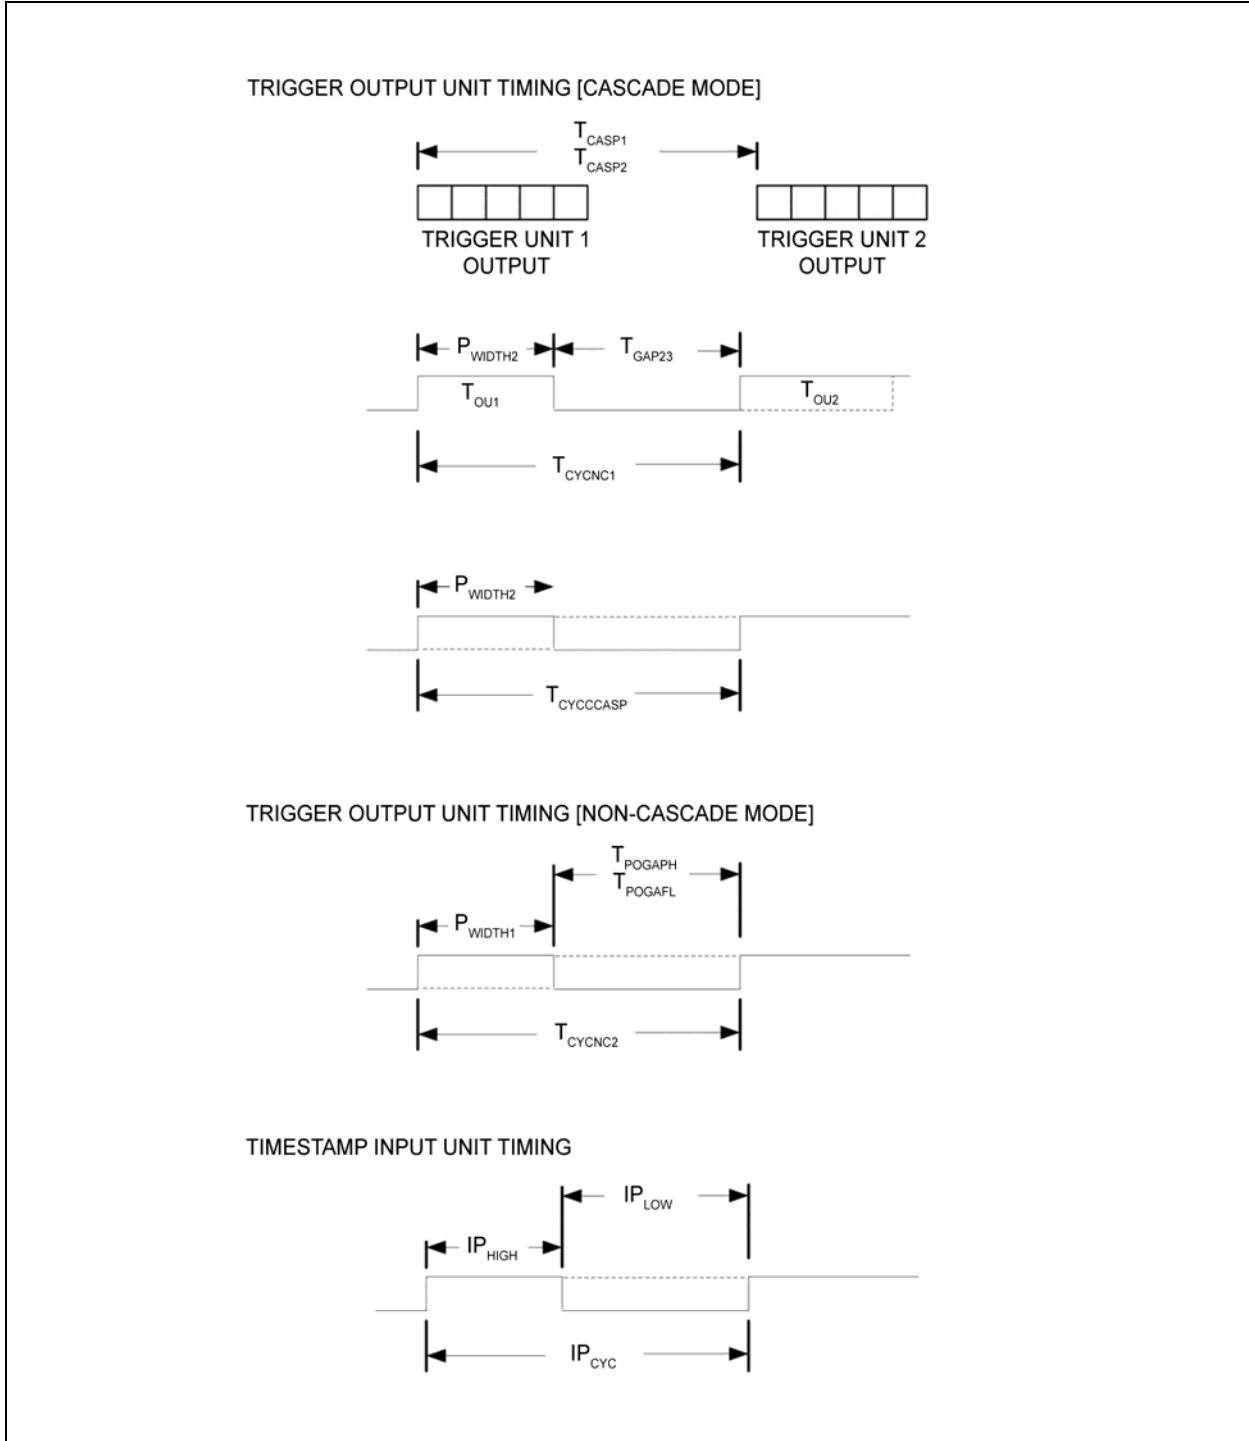 TRIGGER OUTPUT UNIT TIMING [CASCADE MODE]
TCASP1
TCASP2
TRIGGER UNIT 1
OUTPUT
TRIGGER UNIT 2
OUTPUT
PWIDTH2
TGAP23
TOU1
TOU2
TCYCNC1
PWIDTH2
TCYCCCASP
TRIGGER OUTPUT UNIT TIMING [NON-CASCADE MODE]
TPOGAPH
TPOGAFL
PWIDTH1
TCYCNC2
TIMESTAMP INPUT UNIT TIMING
IPLOW
IPHIGH
IPCYC